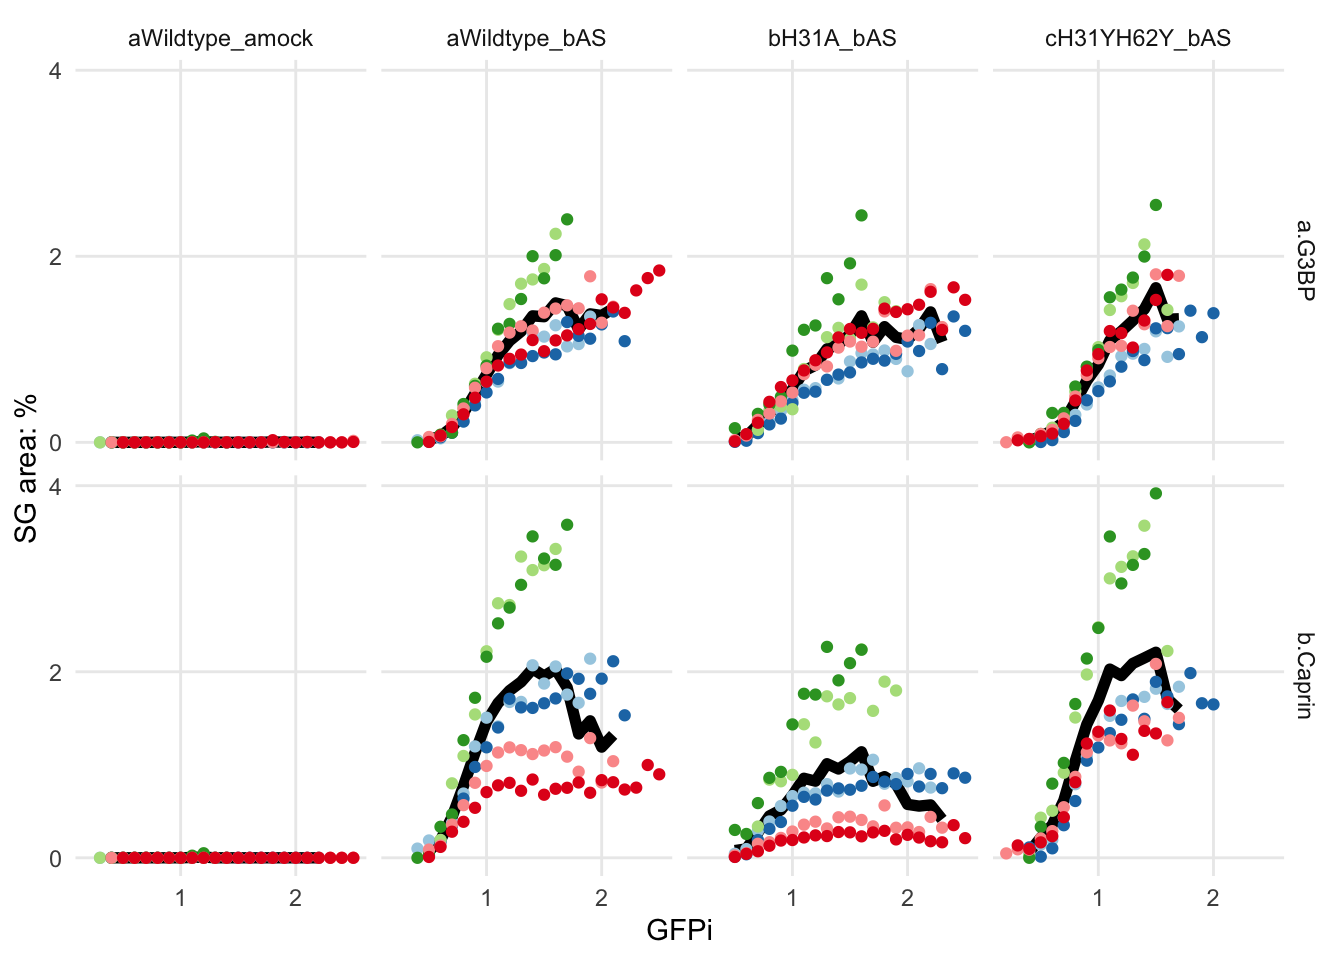 aWildtype_amock aWildtype_bAS bH31A_bAS cH31YH62Y_bAS
4
2
0
a.G3BP
4
2
0
b.Caprin
SG area: %
1 2 1 2 1 2 1 2
GFPi